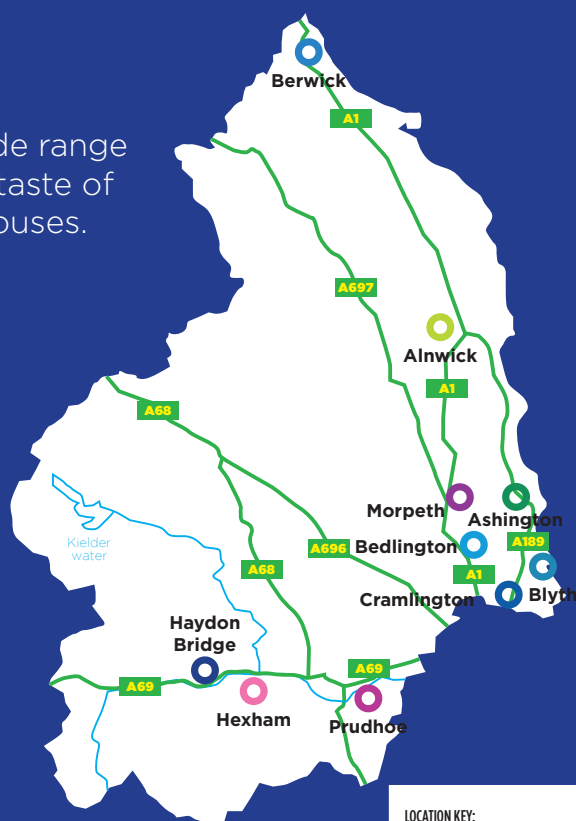 Berwick
A1
de range
taste of
ouses.
A697
Alnwick
A1
A68
Morpeth
Ashington
Kielder
water
A696
Bedlington
A189
A68
A1
Cramlington
Blyth
Haydon
Bridge
A69
A69
Hexham
Prudhoe
LOCATION KEY: